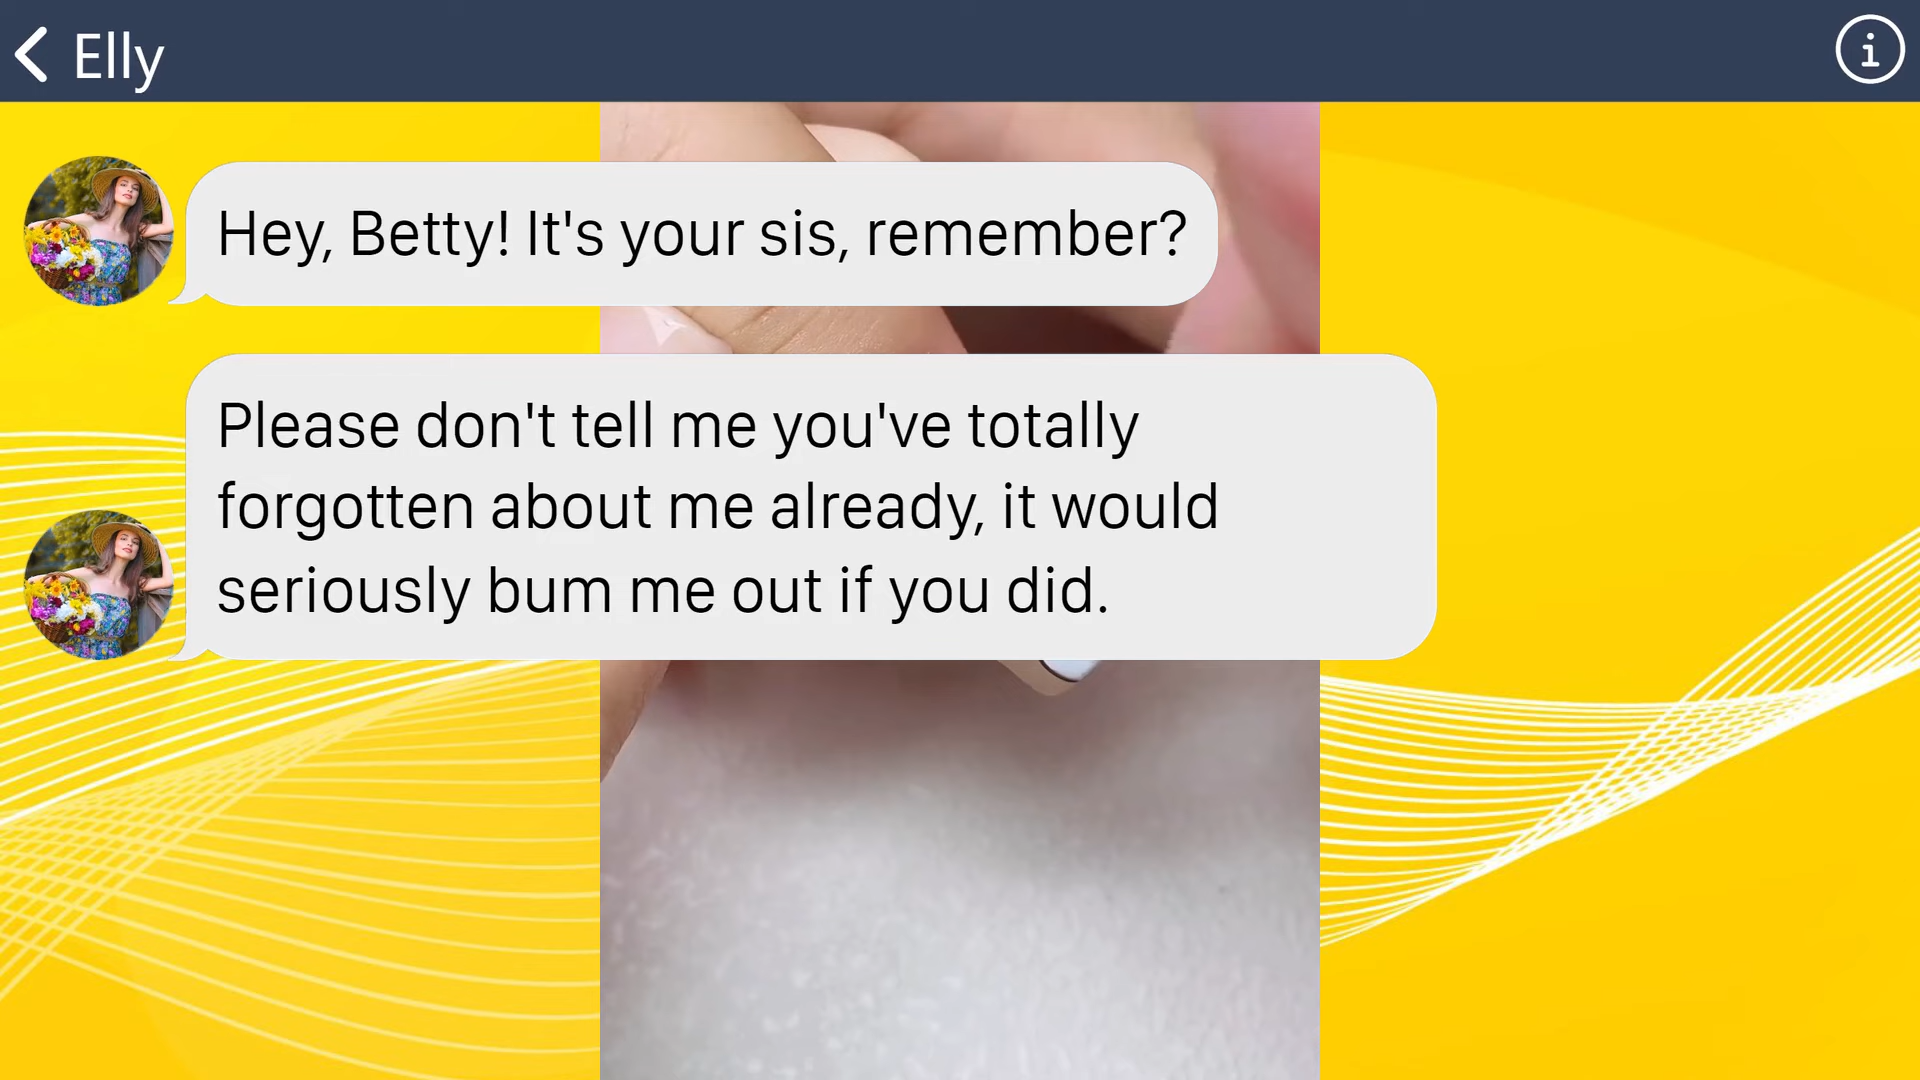 Elly
Hey, Betty! It's your sis, remember?
Please don't tell me you've totally
forgotten about me already, it would
seriously bum me out if you did.